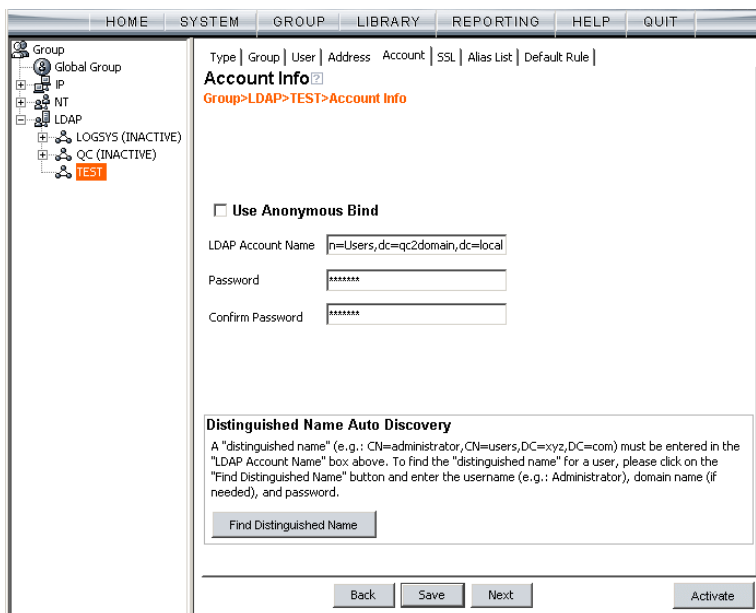 HOME SYSTEM GROUP LIBRARY REPORTING HELP QUIT
Group
Global Group
IP
NT
LDAP
LOGSYS (INACTIVE)
QC (INACTIVE)
TEST
Type | Group | User | Address Account | SSL | Alias List | Default Rule |
Account Info ?
Group>LDAP>TEST>Account Info
Use Anonymous Bind
LDAP Account Name n=Users,dc=qc2domain,dc=local
Password *******
Confirm Password *******
Distinguished Name Auto Discovery
A "distinguished name" (e.g.: CN=administrator,CN=users,DC=xyz,DC=com) must be entered in the
"LDAP Account Name" box above. To find the "distinguished name" for a user, please click on the
"Find Distinguished Name" button and enter the username (e.g.: Administrator), domain name (if
needed), and password.
Find Distinguished Name
Back Save Next Activate